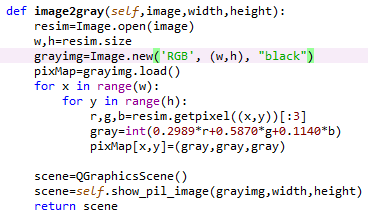 def image2gray(self,image,width,height):
    resim=Image.open(image)
    w,h=resim.size
    grayimg=Image.new('RGB', (w,h), "black")
    pixMap=grayimg.load()
    for x in range(w):
        for y in range(h):
            r,g,b=resim.getpixel((x,y))[:3]
            gray=int(0.2989*r+0.5870*g+0.1140*b)
            pixMap[x,y]=(gray,gray,gray)
    scene=QGraphicsScene()
    scene=self.show_pil_image(grayimg,width,height)
    return scene